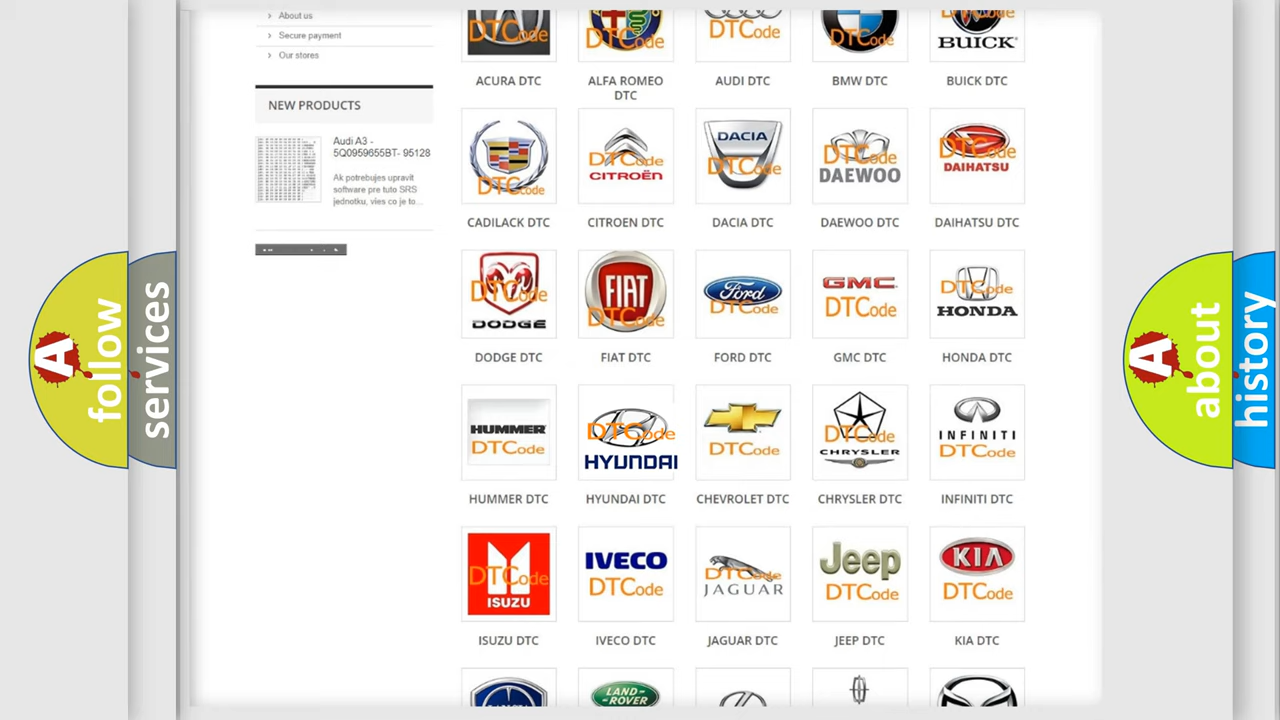 About us
Secure payment
Our stores
NEW PRODUCTS
Audi A3 -
5Q0959655BT- 95128
Ak potrebujes upravit
software pre tuto SRS
jednotku, vies co je to...
DTCode
DTCode
DTCode
DTCode
BUICK
ACURA DTC
ALFA ROMEO
DTC
AUDI DTC
BMW DTC
BUICK DTC
DTCode
DTCode
CITROËN
DACIA
DTCode
DTCode
DAEWOO
DTCode
DAIHATSU
CADILACK DTC
CITROEN DTC
DACIA DTC
DAEWOO DTC
DAIHATSU DTC
DTCode
DODGE
FIAT
DTCode
Ford
DTCode
GMC
DTCode
DTCode
HONDA
DODGE DTC
FIAT DTC
FORD DTC
GMC DTC
HONDA DTC
HUMMER
DTCode
DTCode
HYUNDAI
DTCode
DTCode
CHRYSLER
INFINITI
DTCode
HUMMER DTC
HYUNDAI DTC
CHEVROLET DTC
CHRYSLER DTC
INFINITI DTC
DTCode
ISUZU
IVECO
DTCode
DTCode
JAGUAR
Jeep
DTCode
KIA
DTCode
ISUZU DTC
IVECO DTC
JAGUAR DTC
JEEP DTC
KIA DTC
LAND-
ROVER
A
follow
services
A
about
history